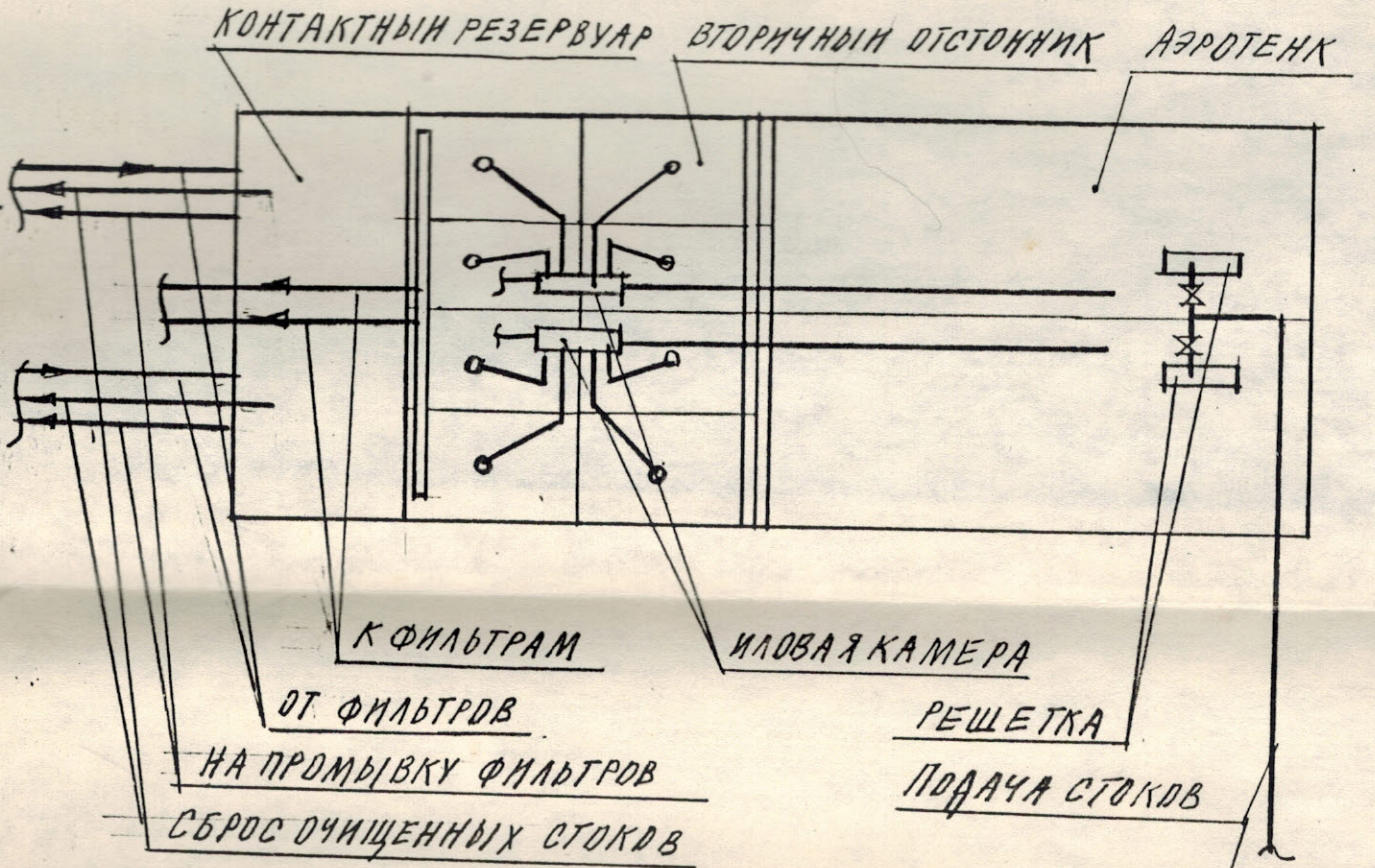 КОНТАКТНЫЙ РЕЗЕРВУАР
ВТОРИЧНЫЙ ОТСТОЙНИК
АЭРОТЕНК
К ФИЛЬТРАМ
ИЛОВАЯ КАМЕРА
ОТ ФИЛЬТРОВ
РЕШЕТКА
НА ПРОМЫВКУ ФИЛЬТРОВ
ПОДАЧА СТОКОВ
СБРОС ОЧИЩЕННЫХ СТОКОВ